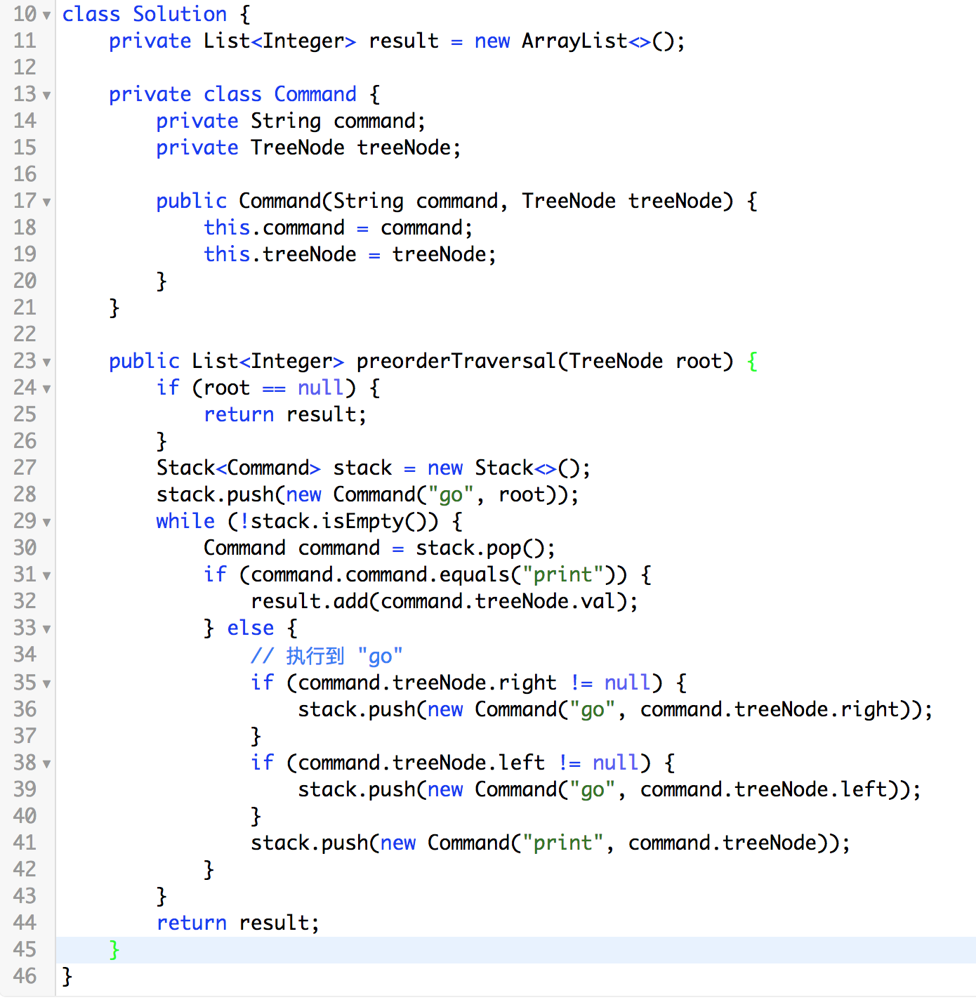 10 class Solution {
11     private List<Integer> result = new ArrayList<>();
12
13     private class Command {
14         private String command;
15         private TreeNode treeNode;
16
17         public Command(String command, TreeNode treeNode) {
18             this.command = command;
19             this.treeNode = treeNode;
20         }
21     }
22
23     public List<Integer> preorderTraversal(TreeNode root) {
24         if (root == null) {
25             return result;
26         }
27         Stack<Command> stack = new Stack<>();
28         stack.push(new Command("go", root));
29         while (!stack.isEmpty()) {
30             Command command = stack.pop();
31             if (command.command.equals("print")) {
32                 result.add(command.treeNode.val);
33             } else {
34                 // 执行到 "go"
35                 if (command.treeNode.right != null) {
36                     stack.push(new Command("go", command.treeNode.right));
37                 }
38                 if (command.treeNode.left != null) {
39                     stack.push(new Command("go", command.treeNode.left));
40                 }
41                 stack.push(new Command("print", command.treeNode));
42             }
43         }
44         return result;
45     }
46 }